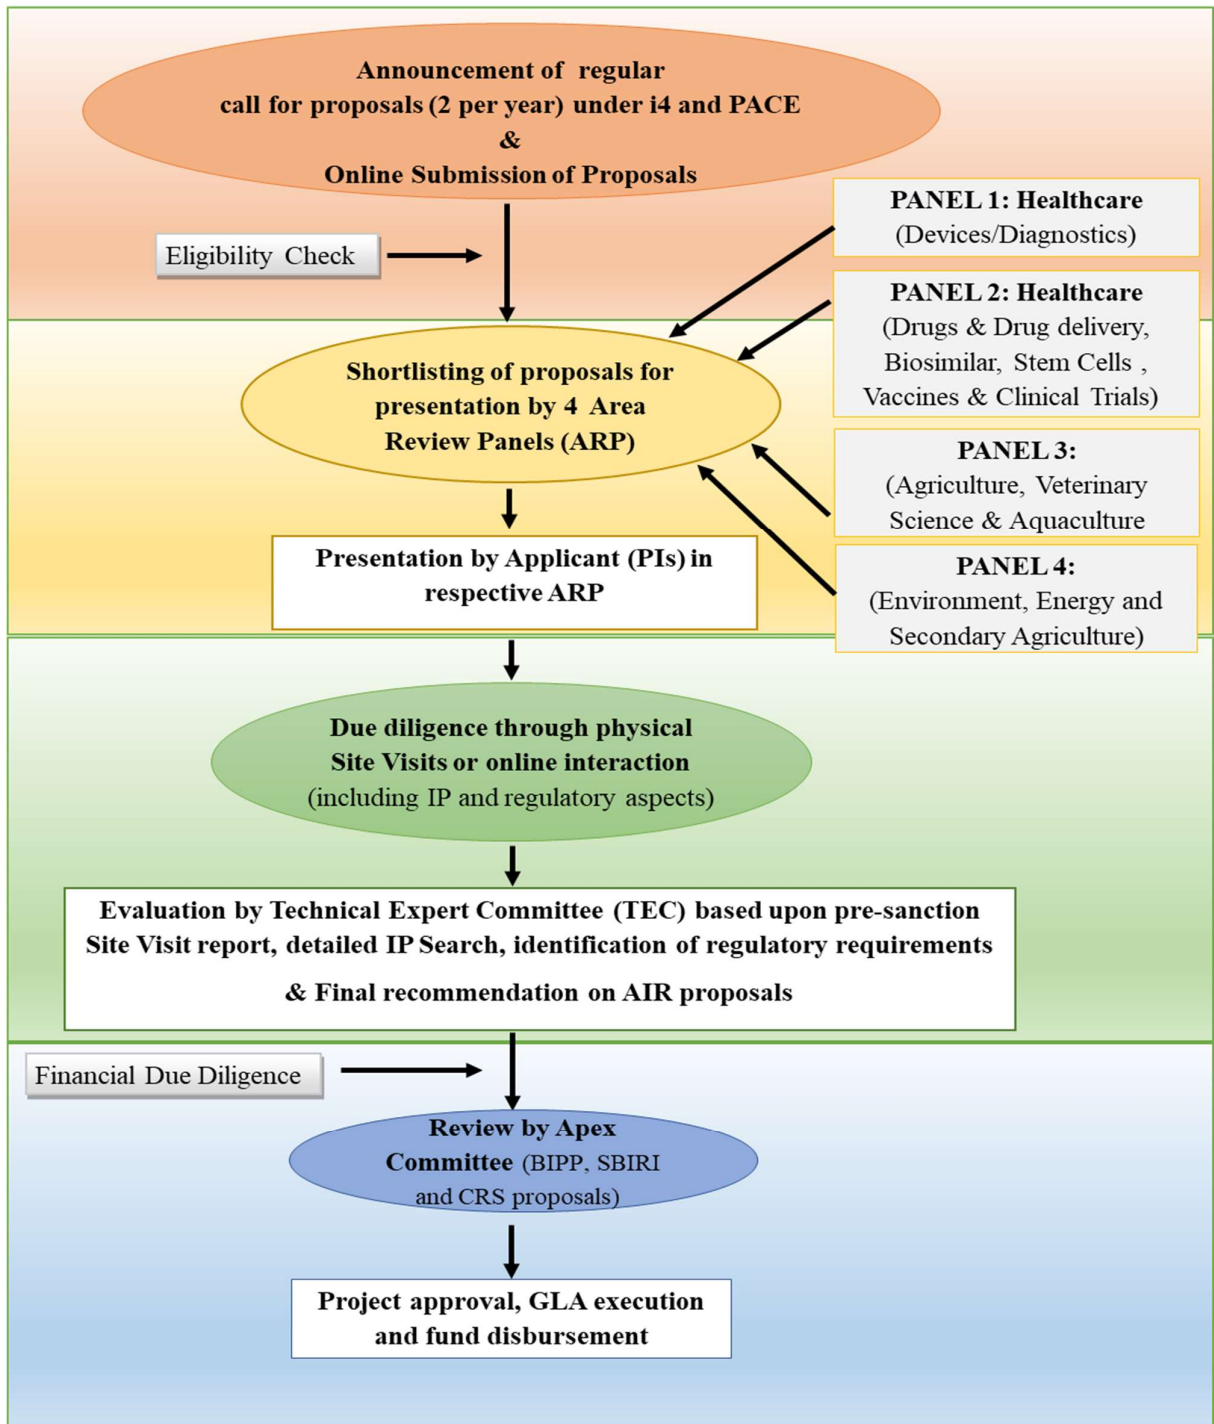 Announcement of regular
call for proposals (2 per year) under i4 and PACE
&
Online Submission of Proposals
Eligibility Check
PANEL 1: Healthcare
(Devices/Diagnostics)
PANEL 2: Healthcare
(Drugs & Drug delivery,
Biosimilar, Stem Cells ,
Vaccines & Clinical Trials)
PANEL 3:
(Agriculture, Veterinary
Science & Aquaculture
PANEL 4:
(Environment, Energy and
Secondary Agriculture)
Shortlisting of proposals for
presentation by 4 Area
Review Panels (ARP)
Presentation by Applicant (PIs) in
respective ARP
Due diligence through physical
Site Visits or online interaction
(including IP and regulatory aspects)
Evaluation by Technical Expert Committee (TEC) based upon pre-sanction
Site Visit report, detailed IP Search, identification of regulatory requirements
& Final recommendation on AIR proposals
Financial Due Diligence
Review by Apex
Committee (BIPP, SBIRI
and CRS proposals)
Project approval, GLA execution
and fund disbursement